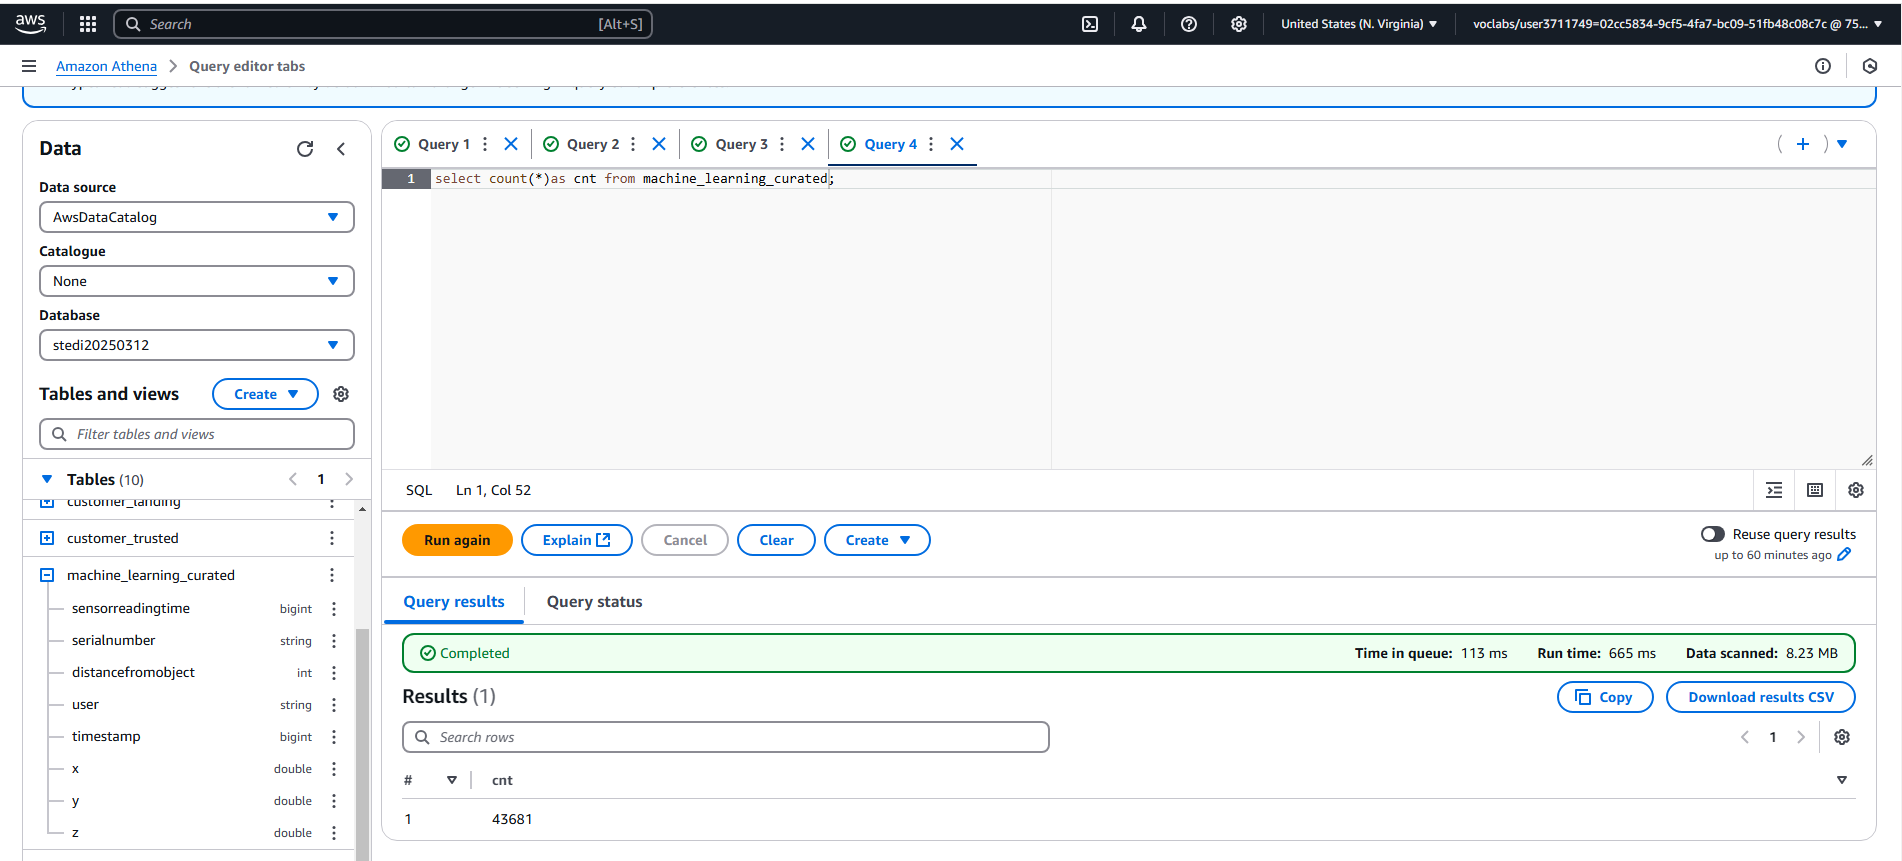 aws Search [Alt+S] United States (N. Virginia) voclabs/user3711749=02cc5834-9cf5-4fa7-bc09-51fb48c08c7c @ 75...
Amazon Athena Query editor tabs
Data
Data source
AwsDataCatalog
Catalogue
None
Database
stedi20250312
Tables and views Create
Filter tables and views
Tables (10) 1
customer_landing
customer_trusted
machine_learning_curated
sensorreadingtime bigint
serialnumber string
distancefromobject int
user string
timestamp bigint
x double
y double
z double
Query 1 Query 2 Query 3 Query 4
1 select count(*)as cnt from machine_learning_curated;
SQL Ln 1, Col 52
Run again Explain Cancel Clear Create
Reuse query results
up to 60 minutes ago
Query results Query status
Completed Time in queue: 113 ms Run time: 665 ms Data scanned: 8.23 MB
Results (1) Copy Download results CSV
Search rows 1
# cnt
1 43681